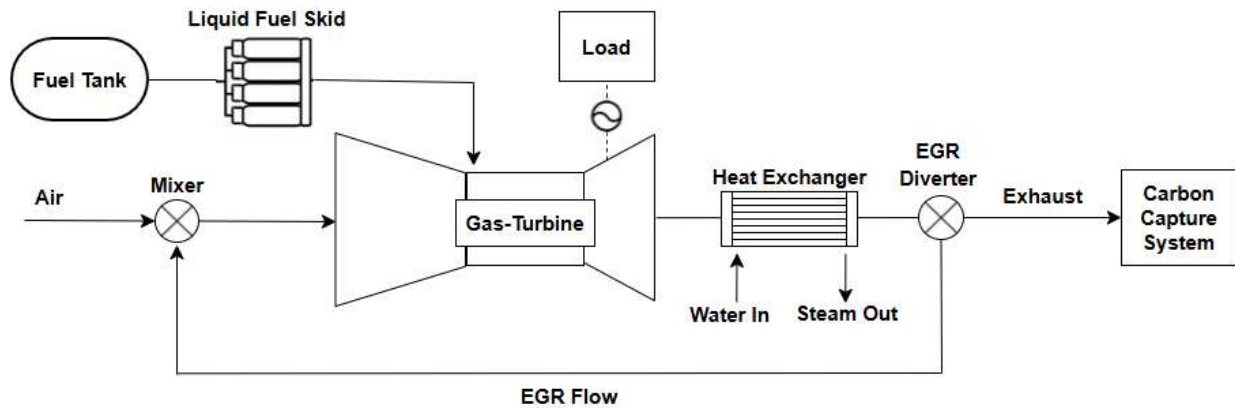 Liquid Fuel Skid
Fuel Tank
Load
Air
Mixer
Gas-Turbine
Heat Exchanger
EGR
Diverter
Exhaust
Carbon
Capture
System
Water In
Steam Out
EGR Flow